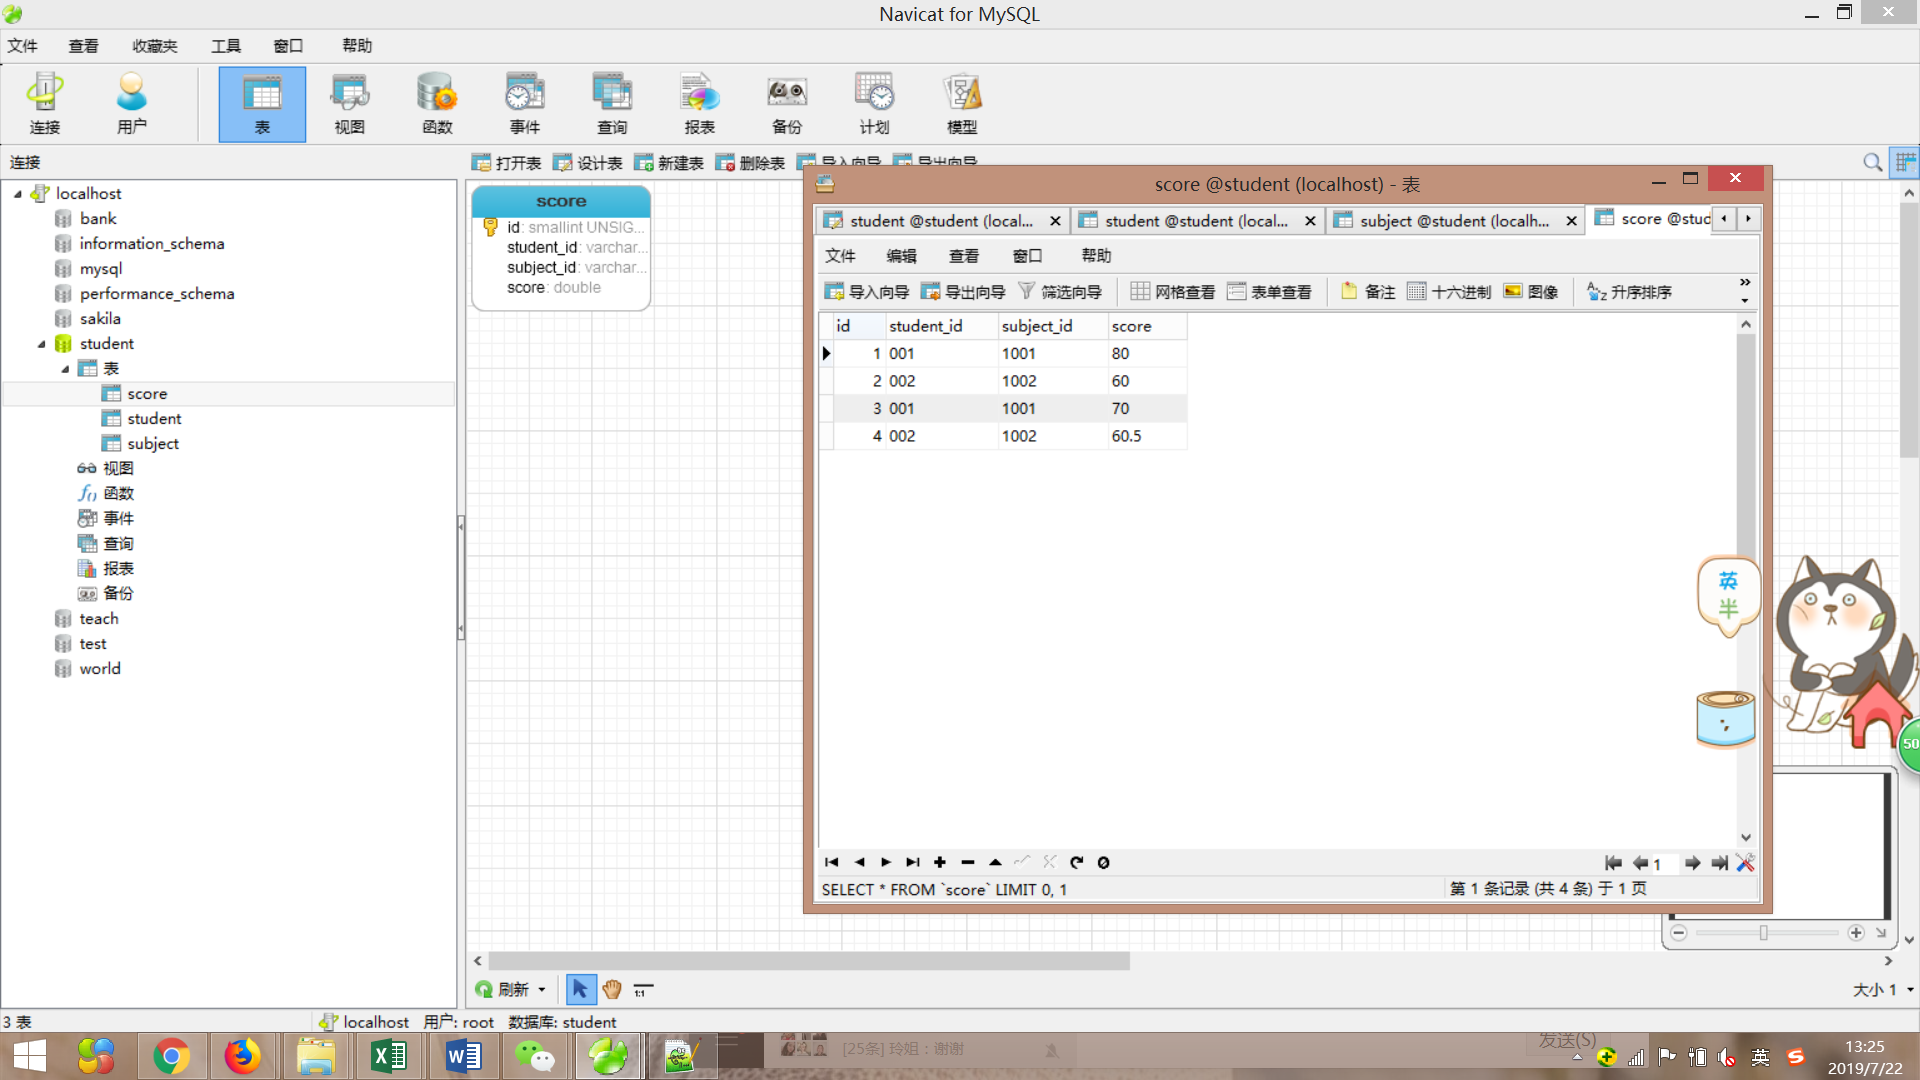 Navicat for MySQL
文件 查看 收藏夹 工具 窗口 帮助
连接 用户 表 视图 函数 事件 查询 报表 备份 计划 模型
连接
打开表 设计表 新建表 删除表 导入向导 导出向导
localhost
bank
information_schema
mysql
performance_schema
sakila
student
表
score
student
subject
视图
函数
事件
查询
报表
备份
teach
test
world
score
id: smallint UNSIG...
student_id: varchar...
subject_id: varchar...
score: double
score @student (localhost) - 表
student @student (local... student @student (local... subject @student (localh... score @stud
文件 编辑 查看 窗口 帮助
导入向导 导出向导 筛选向导 网格查看 表单查看 备注 十六进制 图像 升序排序
id student_id subject_id score
1 001 1001 80
2 002 1002 60
3 001 1001 70
4 002 1002 60.5
英
半
50
1
SELECT * FROM `score` LIMIT 0, 1
第 1 条记录 (共 4 条) 于 1 页
刷新 1:1 大小 1
3 表 localhost 用户: root 数据库: student
[25条] 玲姐：谢谢
发送(S)
英
13:25
2019/7/22